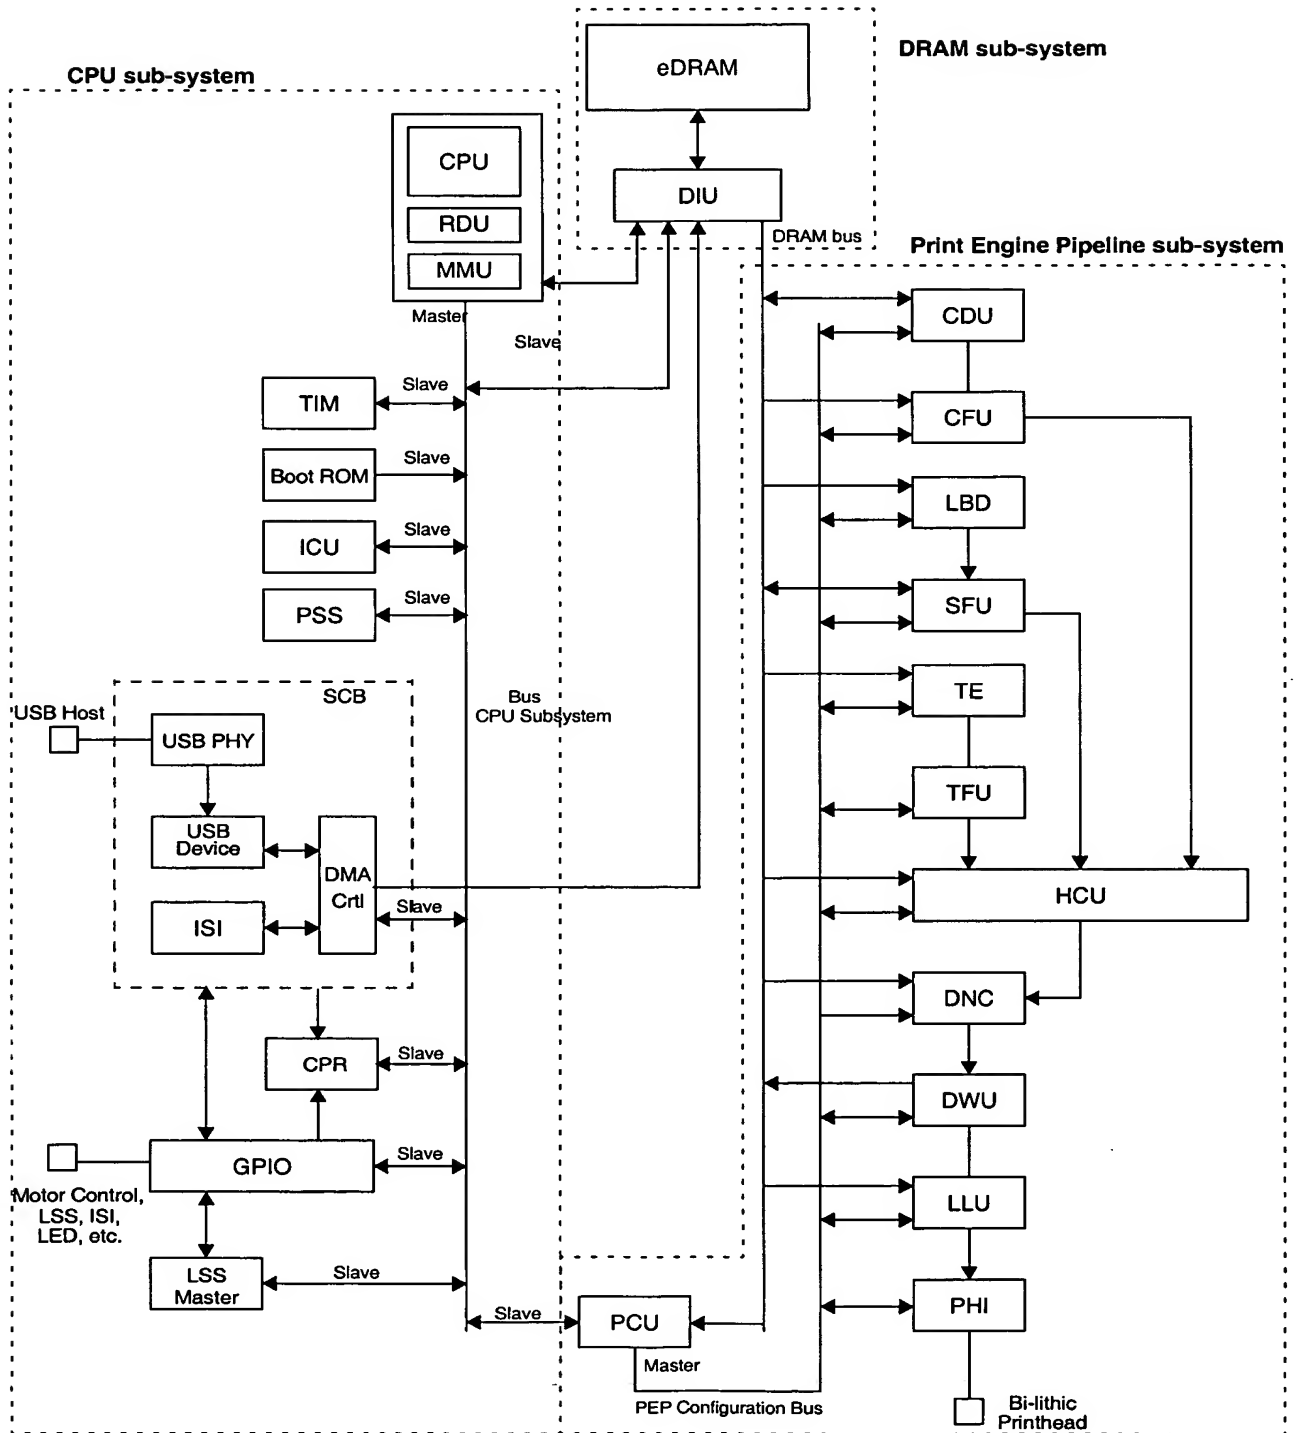 DRAM sub-system
CPU sub-system
eDRAM
CPU
RDU
MMU
DIU
DRAM bus
Print Engine Pipeline sub-system
Master
Slave
CDU
TIM
Slave
CFU
Boot ROM
Slave
LBD
ICU
Slave
PSS
Slave
SFU
SCB
Bus
CPU Subsystem
TE
USB Host
USB PHY
TFU
USB
Device
DMA
Crtl
Slave
HCU
ISI
DNC
CPR
Slave
DWU
GPIO
Slave
Motor Control,
LSS, ISI,
LED, etc.
LLU
LSS
Master
Slave
Slave
PCU
PHI
Master
PEP Configuration Bus
Bi-lithic
Printhead